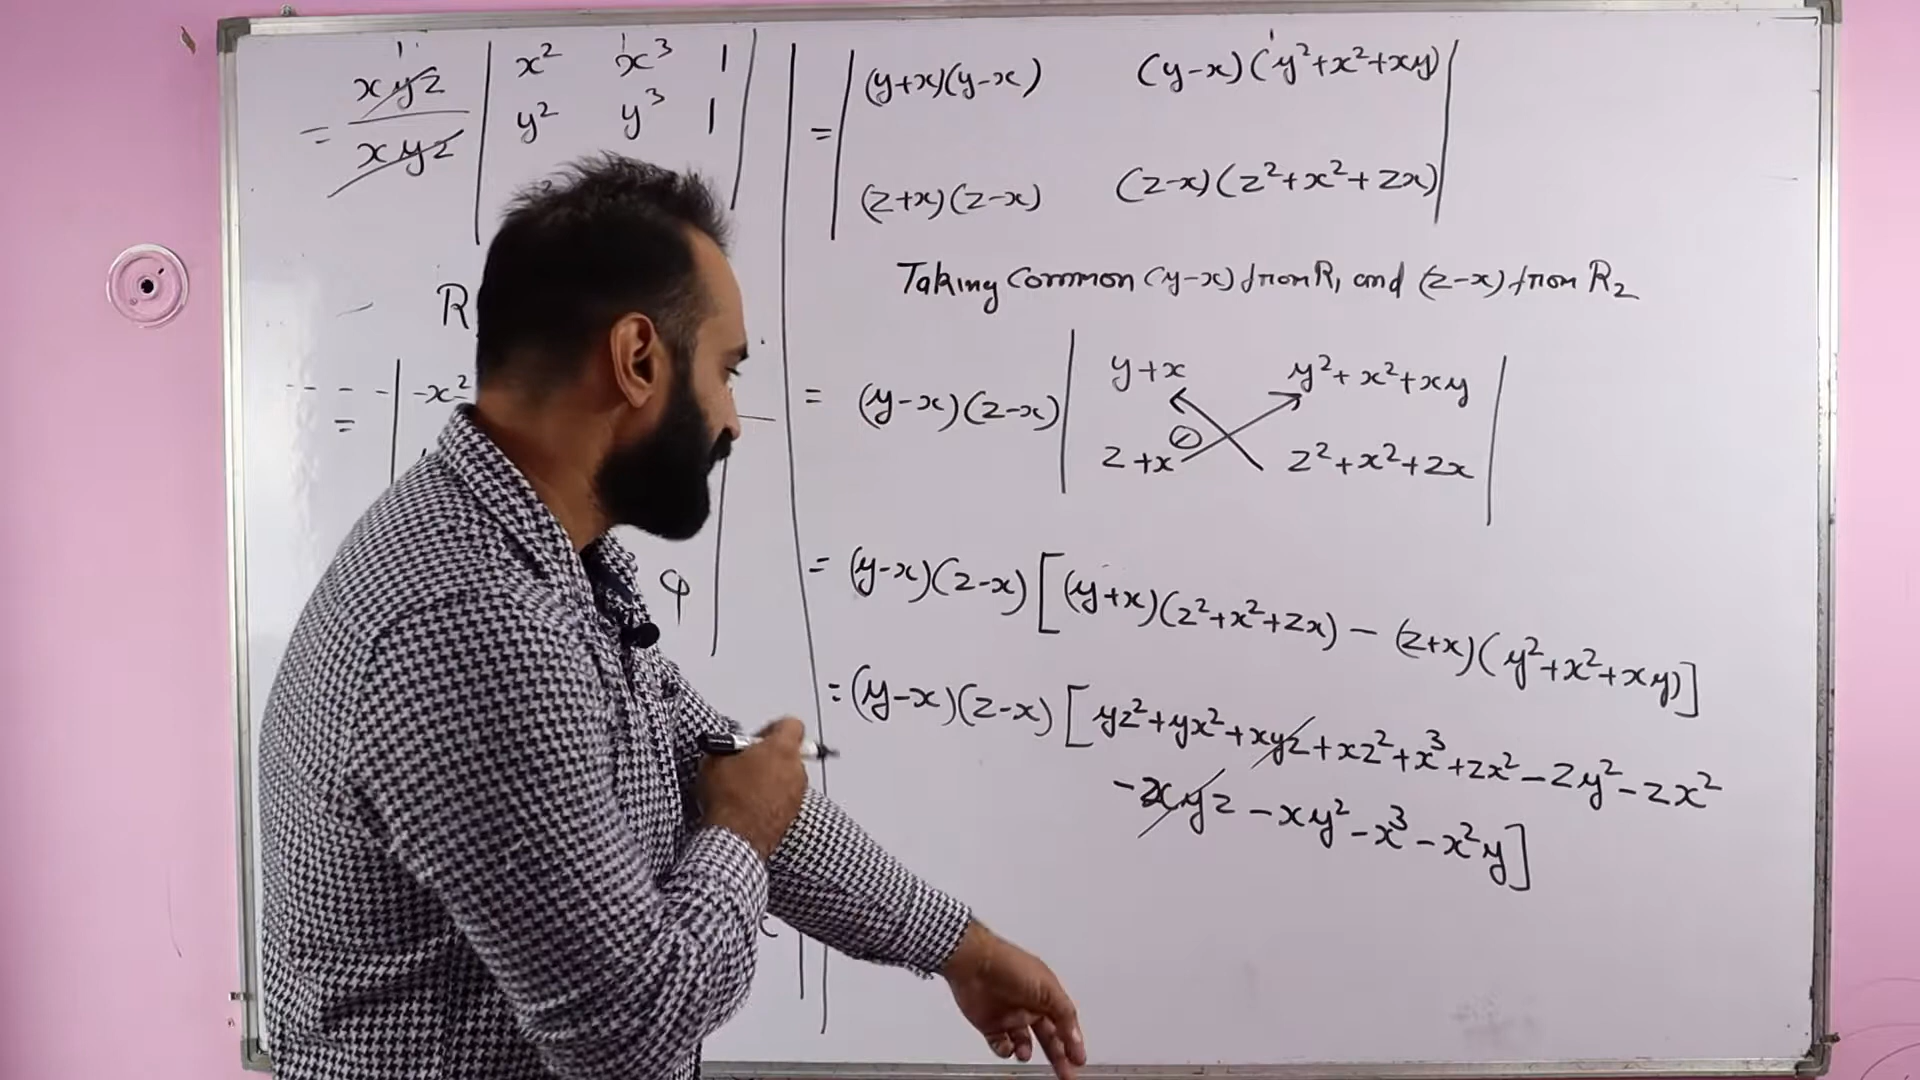 = xyz/xyz | x² x³ 1
y² y³ 1 |
R
= | -x²
φ
= | (y+x)(y-x) (y-x)(y²+x²+xy) |
(z+x)(z-x) (z-x)(z²+x²+zx)
Taking common (y-x) from R₁ and (z-x) from R₂
= (y-x)(z-x) | y+x y²+x²+xy |
z+x z²+x²+zx
= (y-x)(z-x) [(y+x)(z²+x²+zx) - (z+x)(y²+x²+xy)]
= (y-x)(z-x) [yz²+yx²+xyz+xz²+x³+zx²-zy²-zx²
-xyz-xy²-x³-x²y]